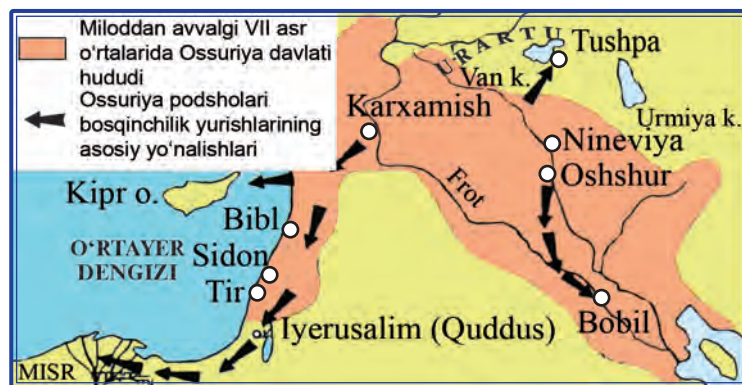 Miloddan avvalgi VII asr
o‘rtalarida Ossuriya davlati
hududi
Ossuriya podsholari
bosqinchilik yurishlarining
asosiy yo‘nalishlari
URARTU
Tushpa
Van k.
Urmiya k.
Karxamish
Nineviya
Oshshur
Kipr o.
Frot
Bibl
O‘RTAYER
DENGIZI
Sidon
Tir
Bobil
Iyerusalim (Quddus)
MISR